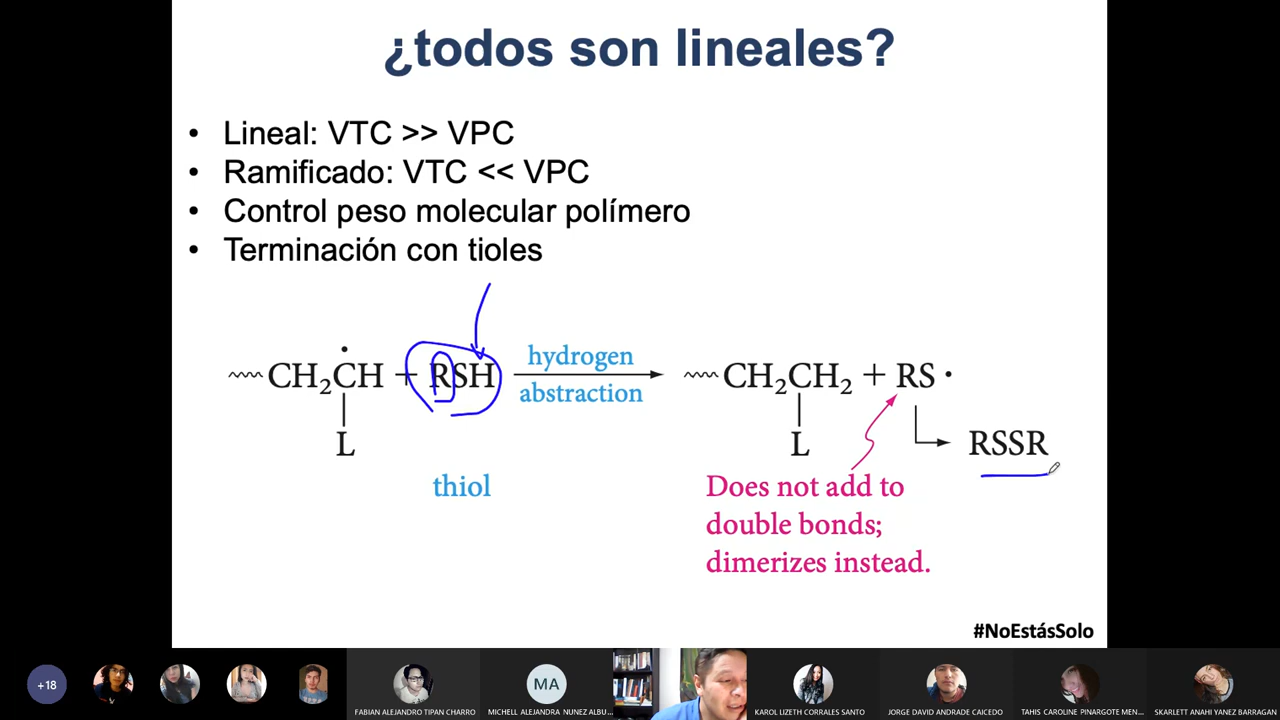 ¿todos son lineales?
• Lineal: VTC >> VPC
• Ramificado: VTC << VPC
• Control peso molecular polímero
• Terminación con tioles
CH₂ĊH + RSH
L
thiol
hydrogen
abstraction
CH₂CH₂ + RS •
L
RSSR
Does not add to
double bonds;
dimerizes instead.
#NoEstásSolo
+18
FABIAN ALEJANDRO TIPAN CHARRO
MA
MICHELL ALEJANDRA NUNEZ ALBU...
KAROL LIZETH CORRALES SANTO
JORGE DAVID ANDRADE CAICEDO
TAHIS CAROLINE PINARGOTE MEN...
SKARLETT ANAHI YANEZ BARRAGAN